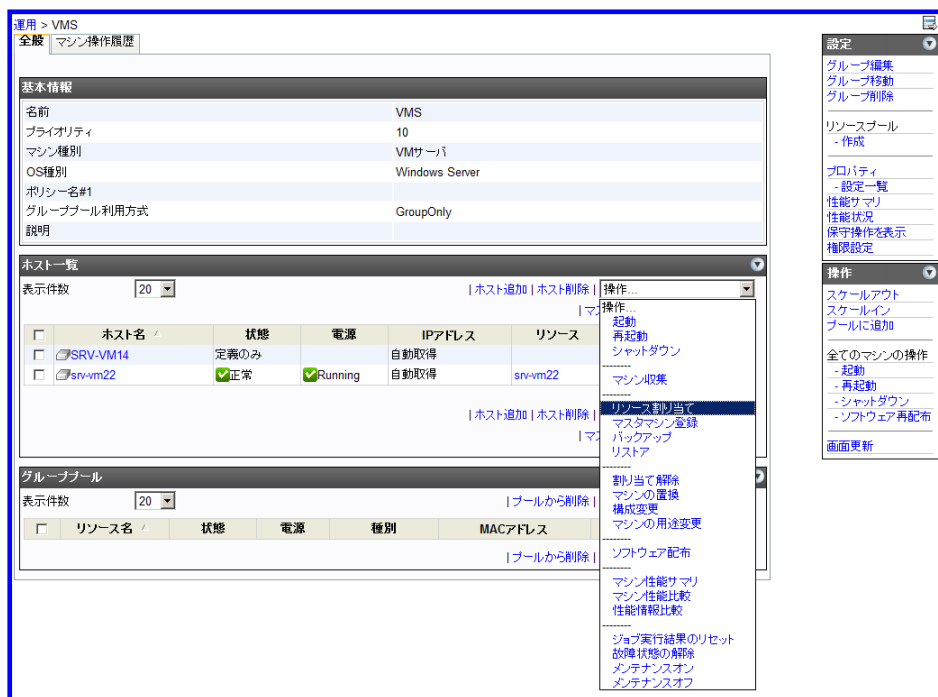 運用 > VMS
全般 マシン操作履歴
基本情報
名前 VMS
プライオリティ 10
マシン種別 VMサーバ
OS種別 Windows Server
ポリシー名#1
グループプール利用方式 GroupOnly
説明
ホスト一覧
表示件数 20 | ホスト追加 | ホスト削除 | 操作...
| マ
ホスト名 状態 電源 IPアドレス リソース
SRV-VM14 定義のみ 自動取得
srv-vm22 正常 Running 自動取得 srv-vm22
| ホスト追加 | ホスト削除 |
| マ
グループプール
表示件数 20 | プールから削除 |
リソース名 状態 電源 種別 MACアドレス
| プールから削除 |
操作...
起動
再起動
シャットダウン
--------
マシン収集
--------
リソース割り当て
マスタマシン登録
バックアップ
リストア
--------
割り当て解除
マシンの置換
構成変更
マシンの用途変更
--------
ソフトウェア配布
--------
マシン性能サマリ
マシン性能比較
性能情報比較
--------
ジョブ実行結果のリセット
故障状態の解除
メンテナンスオン
メンテナンスオフ
設定
グループ編集
グループ移動
グループ削除
リソースプール
- 作成
プロパティ
- 設定一覧
性能サマリ
性能状況
保守操作を表示
権限設定
操作
スケールアウト
スケールイン
プールに追加
全てのマシンの操作
- 起動
- 再起動
- シャットダウン
- ソフトウェア再配布
画面更新